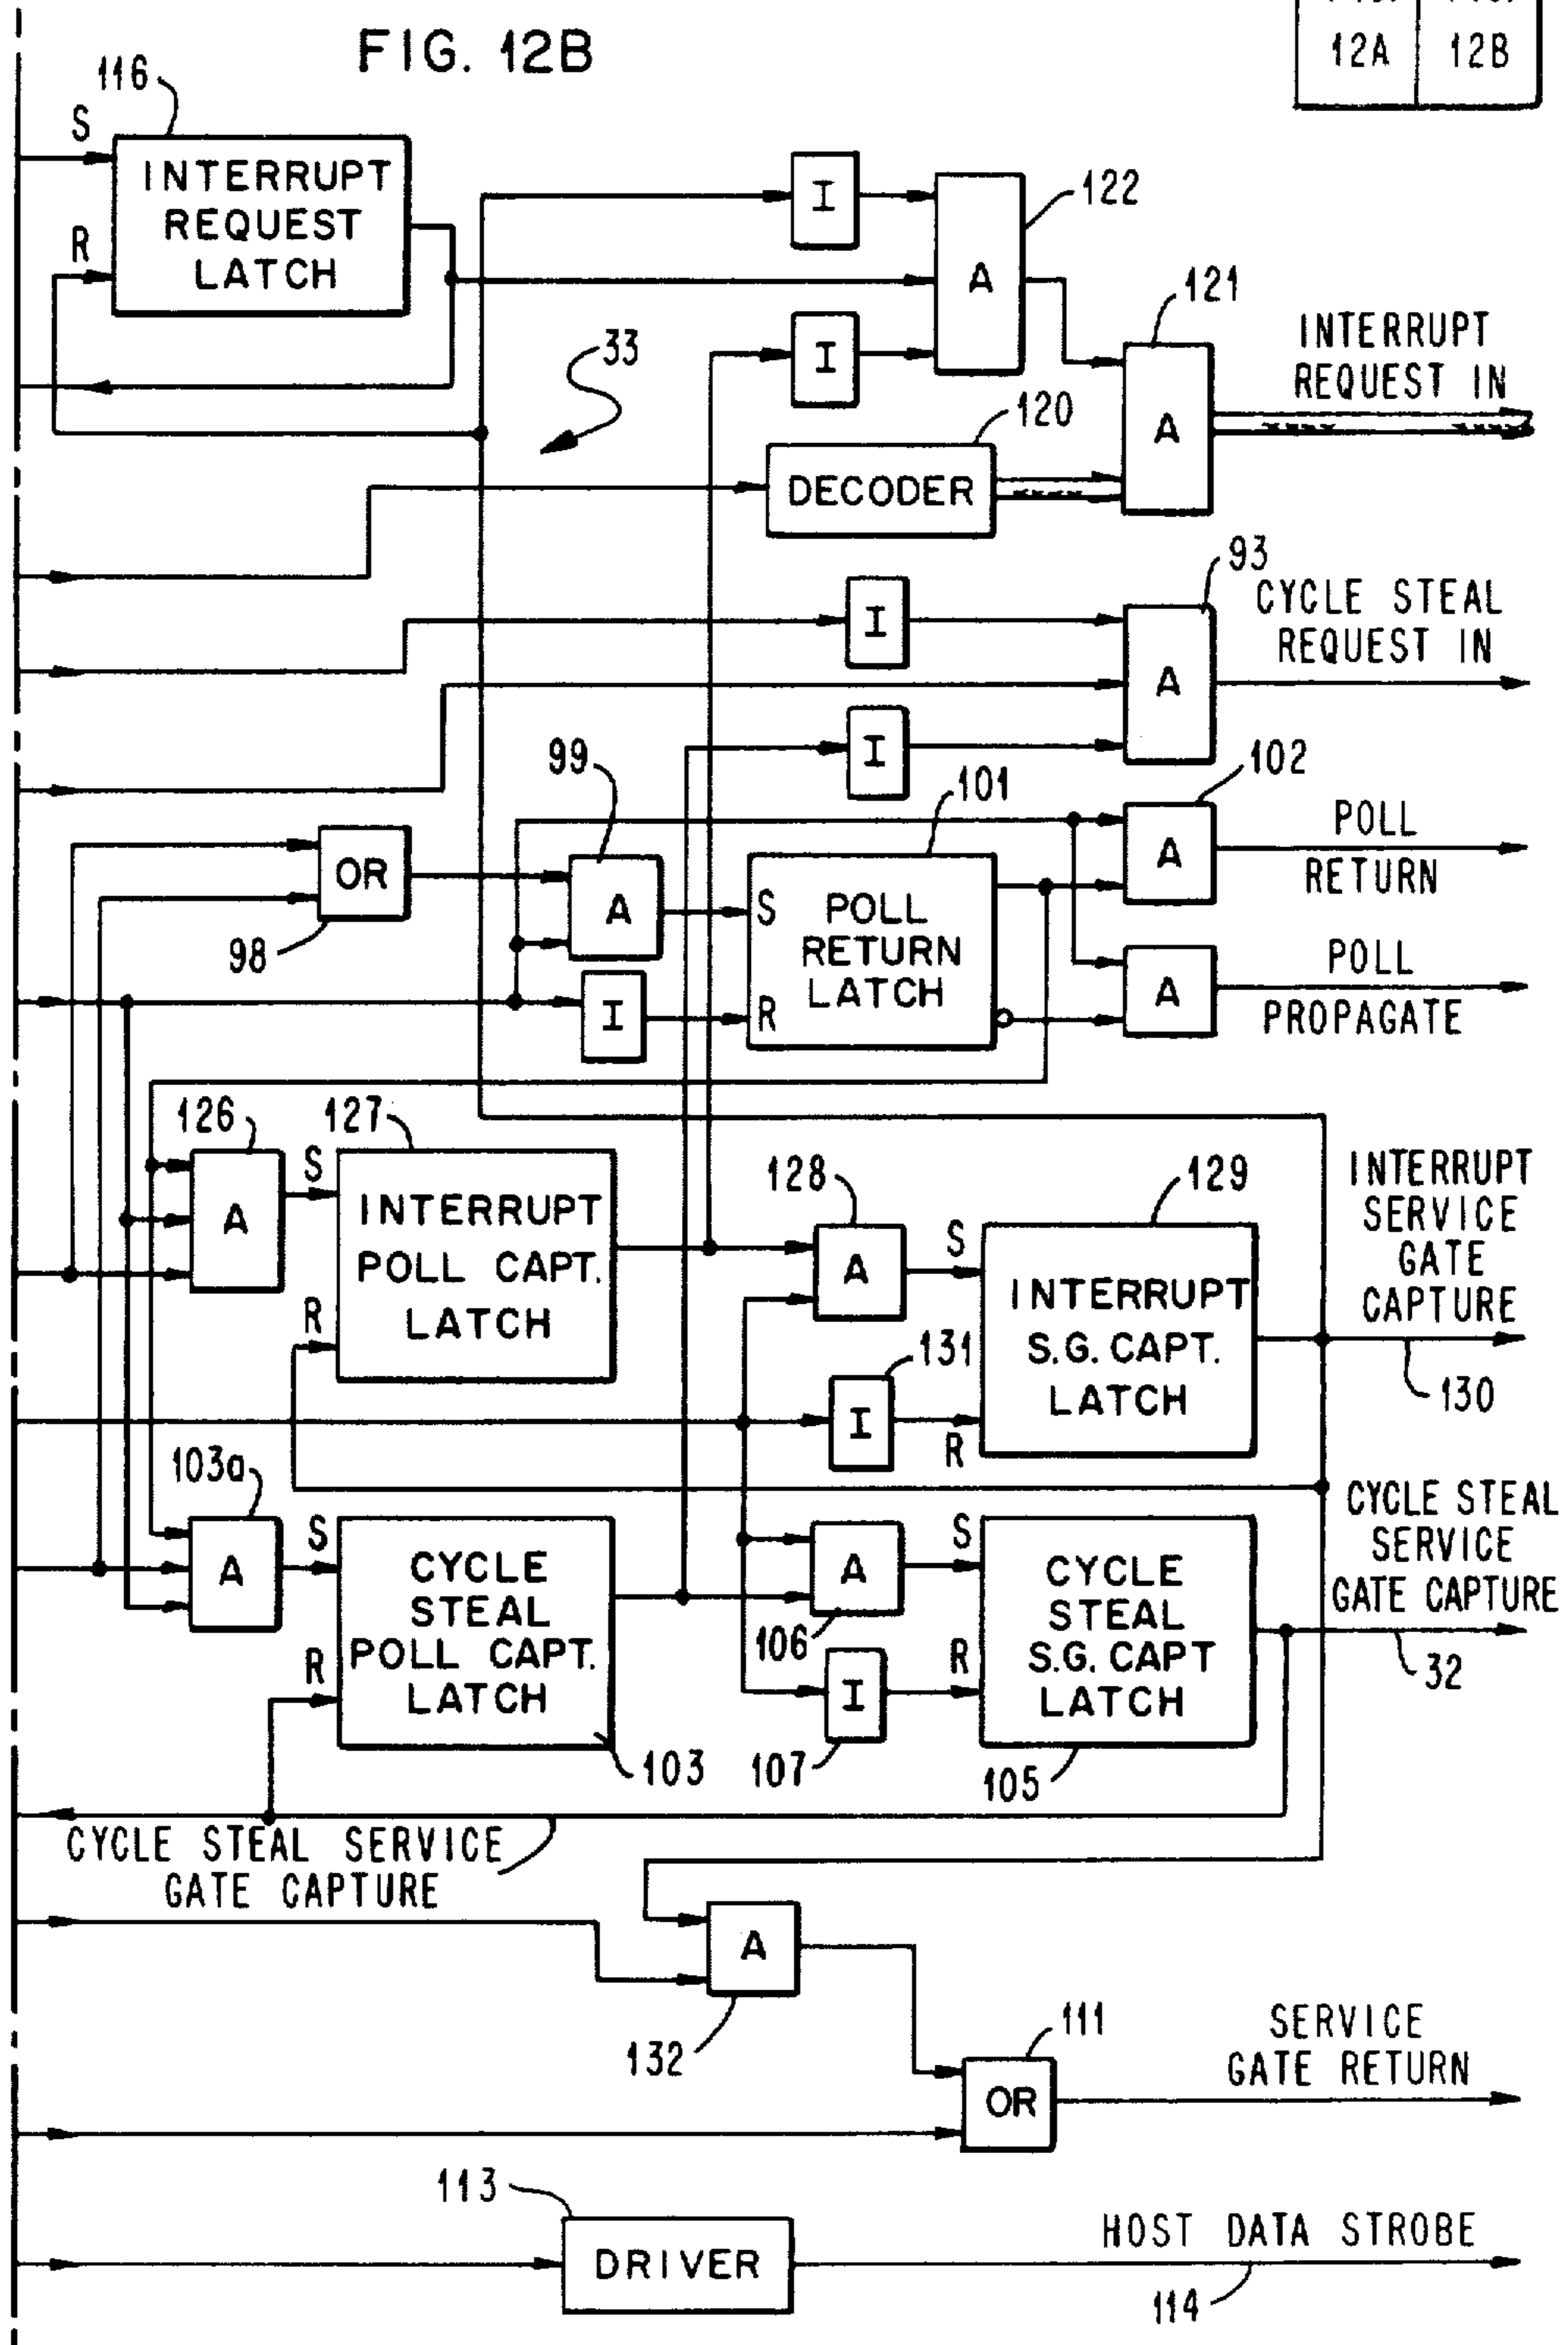 FIG. 12B
12A
12B
116
S
INTERRUPT
REQUEST
LATCH
R
I
122
A
I
33
121
A
INTERRUPT
REQUEST IN
120
DECODER
93
I
A
CYCLE STEAL
REQUEST IN
I
99
101
102
OR
98
A
S
POLL
RETURN
LATCH
R
I
A
POLL
RETURN
A
POLL
PROPAGATE
126
A
S
127
INTERRUPT
POLL CAPT.
LATCH
R
128
A
S
129
INTERRUPT
S.G. CAPT.
LATCH
131
I
R
INTERRUPT
SERVICE
GATE
CAPTURE
130
103a
A
S
CYCLE
STEAL
POLL CAPT.
LATCH
R
103
A
106
S
CYCLE
STEAL
S.G. CAPT
LATCH
I
R
107
105
CYCLE STEAL
SERVICE
GATE CAPTURE
32
CYCLE STEAL SERVICE
GATE CAPTURE
A
132
111
OR
SERVICE
GATE RETURN
113
DRIVER
HOST DATA STROBE
114